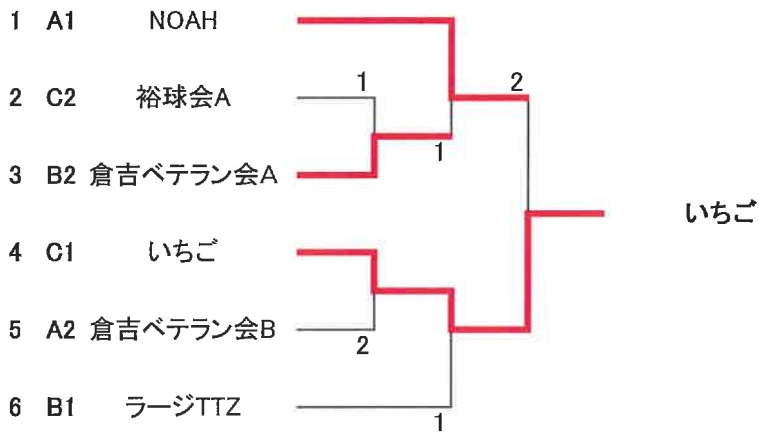 1 A1 NOAH
1 2
2 C2 裕球会A
1
3 B2 倉吉ベテラン会A
いちご
4 C1 いちご
5 A2 倉吉ベテラン会B
2
6 B1 ラージTTZ
1